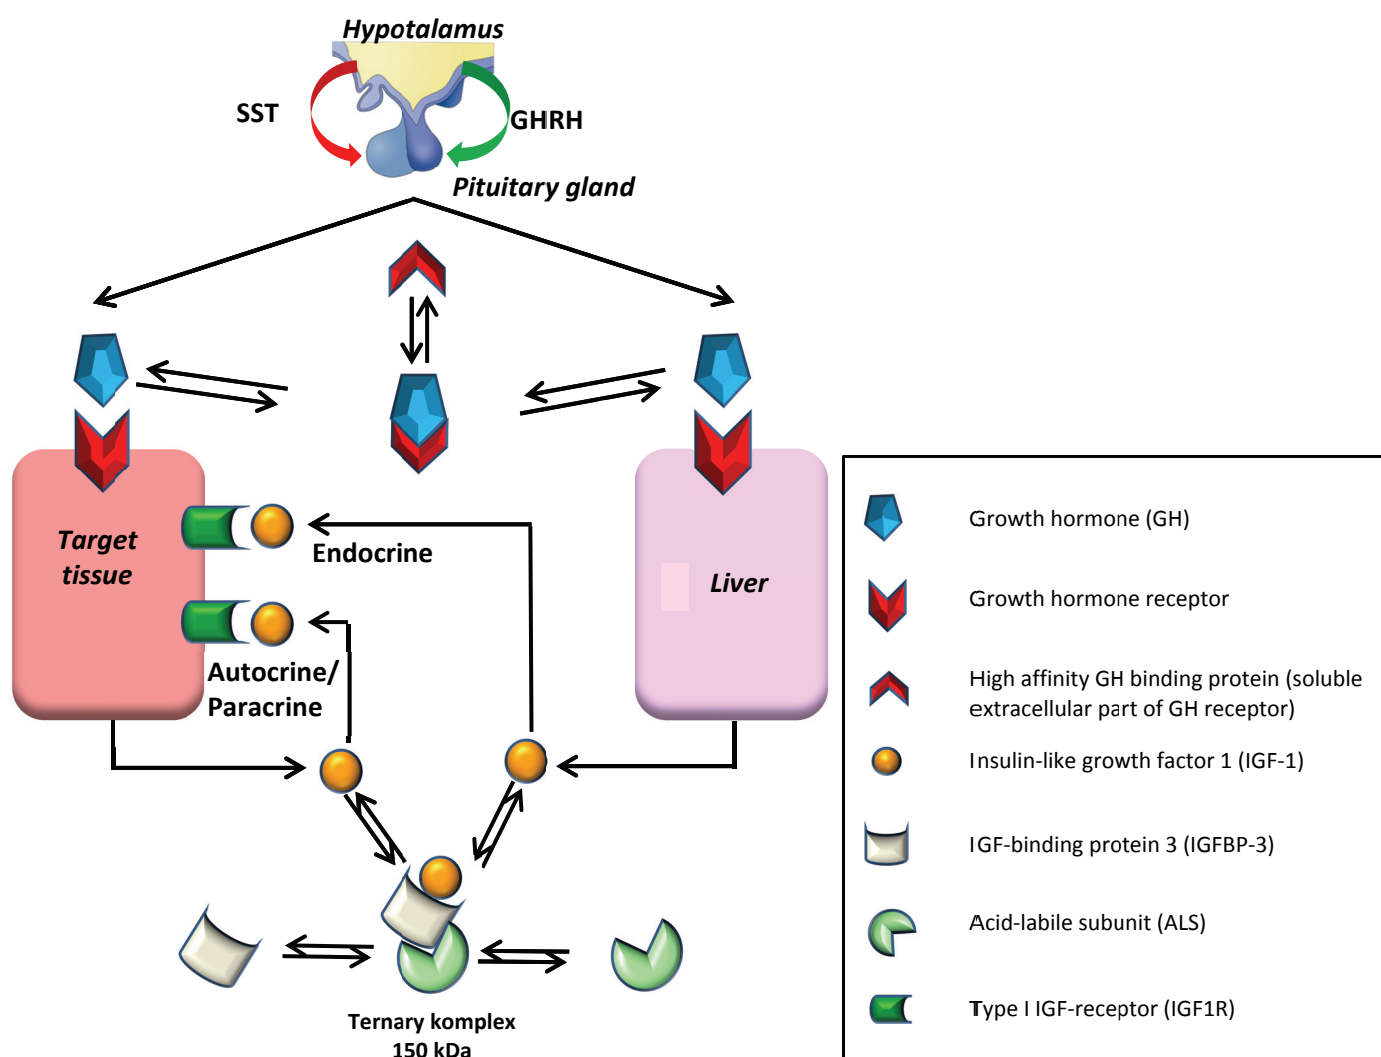 Hypotalamus
SST
GHRH
Pituitary gland
Target
tissue
Endocrine
Liver
Autocrine/
Paracrine
Ternary komplex
150 kDa
Growth hormone (GH)
Growth hormone receptor
High affinity GH binding protein (soluble
extracellular part of GH receptor)
Insulin-like growth factor 1 (IGF-1)
IGF-binding protein 3 (IGFBP-3)
Acid-labile subunit (ALS)
Type I IGF-receptor (IGF1R)